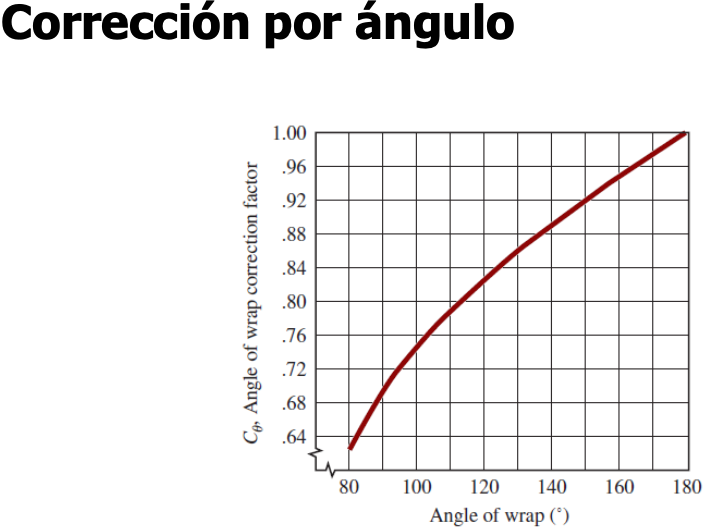 Corrección por ángulo
1.00
.96
.92
.88
.84
.80
.76
.72
.68
.64
Cθ, Angle of wrap correction factor
80 100 120 140 160 180
Angle of wrap (°)